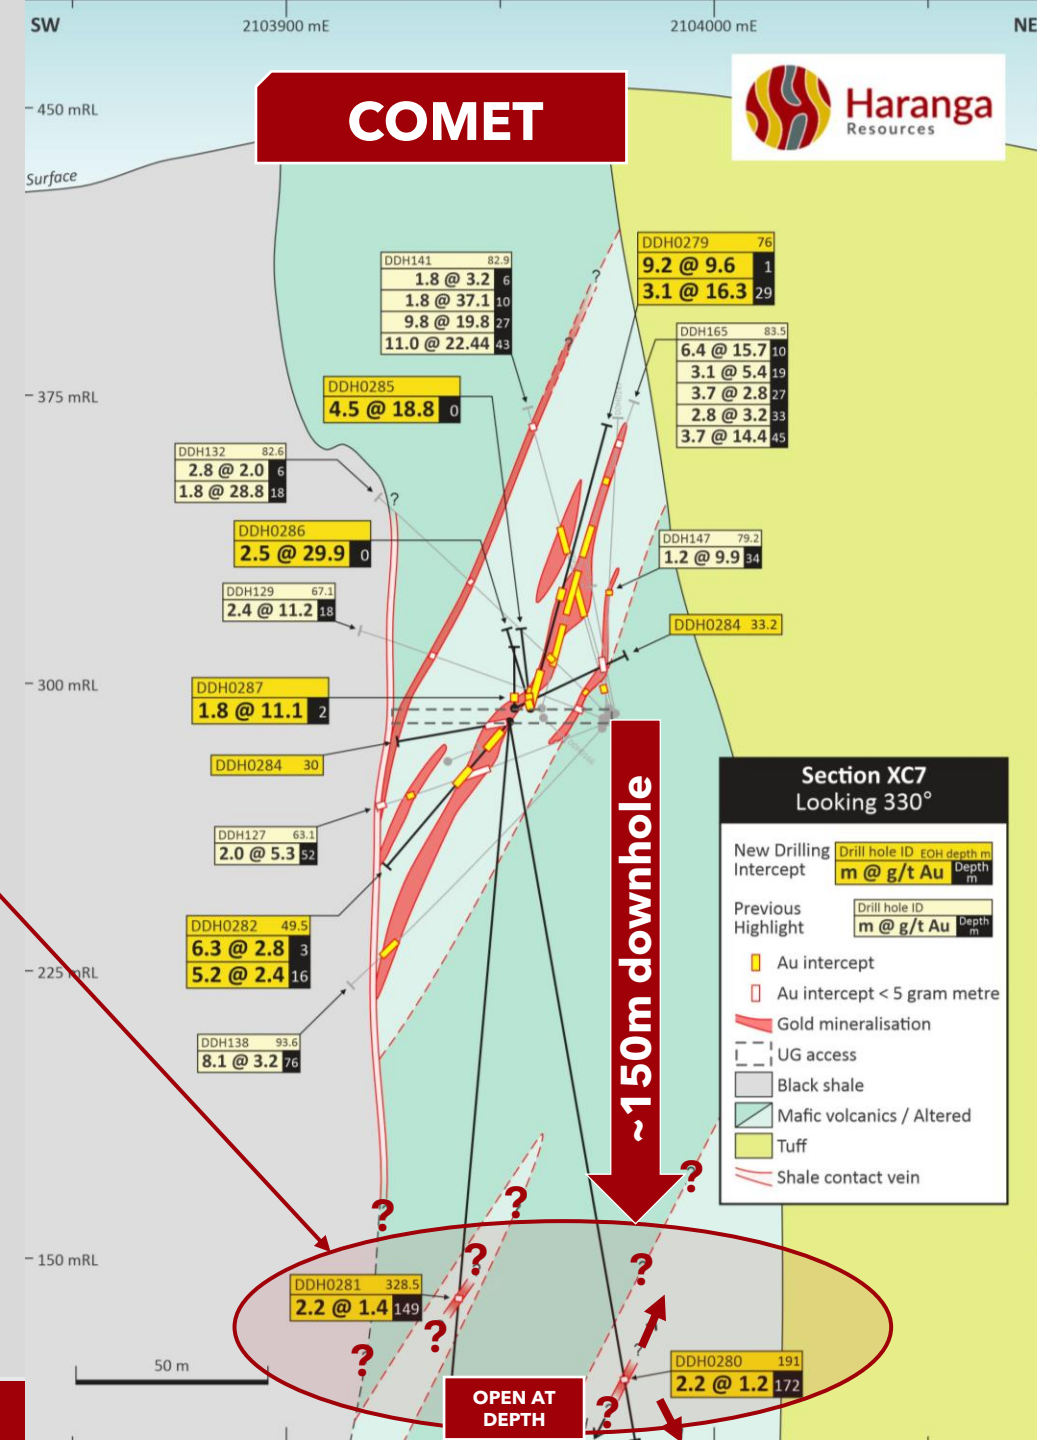 SW
2103900 mE
2104000 mE
NE
450 mRL
COMET
Haranga
Resources
Surface
DDH0279 76
9.2 @ 9.6 1
3.1 @ 16.3 29
DDH141 82.9
1.8 @ 3.2 6
1.8 @ 37.1 10
9.8 @ 19.8 27
11.0 @ 22.44 43
?
?
DDH165 83.5
6.4 @ 15.7 10
3.1 @ 5.4 19
3.7 @ 2.8 27
2.8 @ 3.2 33
3.7 @ 14.4 45
375 mRL
DDH0285
4.5 @ 18.8 0
DDH132 82.6
2.8 @ 2.0 6
1.8 @ 28.8 18
?
DDH0286
2.5 @ 29.9 0
DDH147 79.2
1.2 @ 9.9 34
DDH129 67.1
2.4 @ 11.2 18
DDH0284 33.2
300 mRL
DDH0287
1.8 @ 11.1 2
DDH0284 30
DDH127 63.1
2.0 @ 5.3 52
~150m downhole
Section XC7
Looking 330°
New Drilling
Intercept
Drill hole ID EOH depth m
m @ g/t Au Depth m
Previous
Highlight
Drill hole ID
m @ g/t Au Depth m
Au intercept
Au intercept < 5 gram metre
Gold mineralisation
UG access
Black shale
Mafic volcanics / Altered
Tuff
Shale contact vein
DDH0282 49.5
6.3 @ 2.8 3
5.2 @ 2.4 16
225 mRL
DDH138 93.6
8.1 @ 3.2 76
?
?
?
?
?
150 mRL
DDH0281 328.5
2.2 @ 1.4 149
?
?
?
50 m
DDH0280 191
2.2 @ 1.2 172
?
OPEN AT
DEPTH